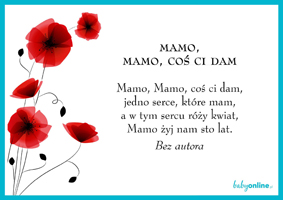 MAMO,
MAMO, COŚ CI DAM
Mamo, Mamo, coś ci dam,
jedno serce, które mam,
a w tym sercu róży kwiat,
Mamo żyj nam sto lat.
Bez autora
babyonline